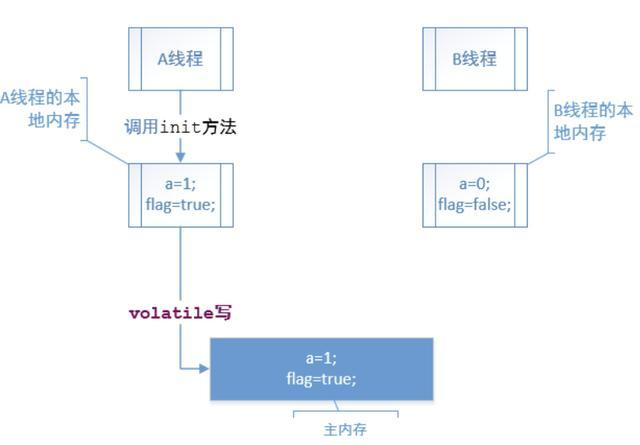 A线程
B线程
A线程的本
地内存
B线程的本
地内存
调用init方法
a=1;
flag=true;
a=0;
flag=false;
volatile写
a=1;
flag=true;
主内存